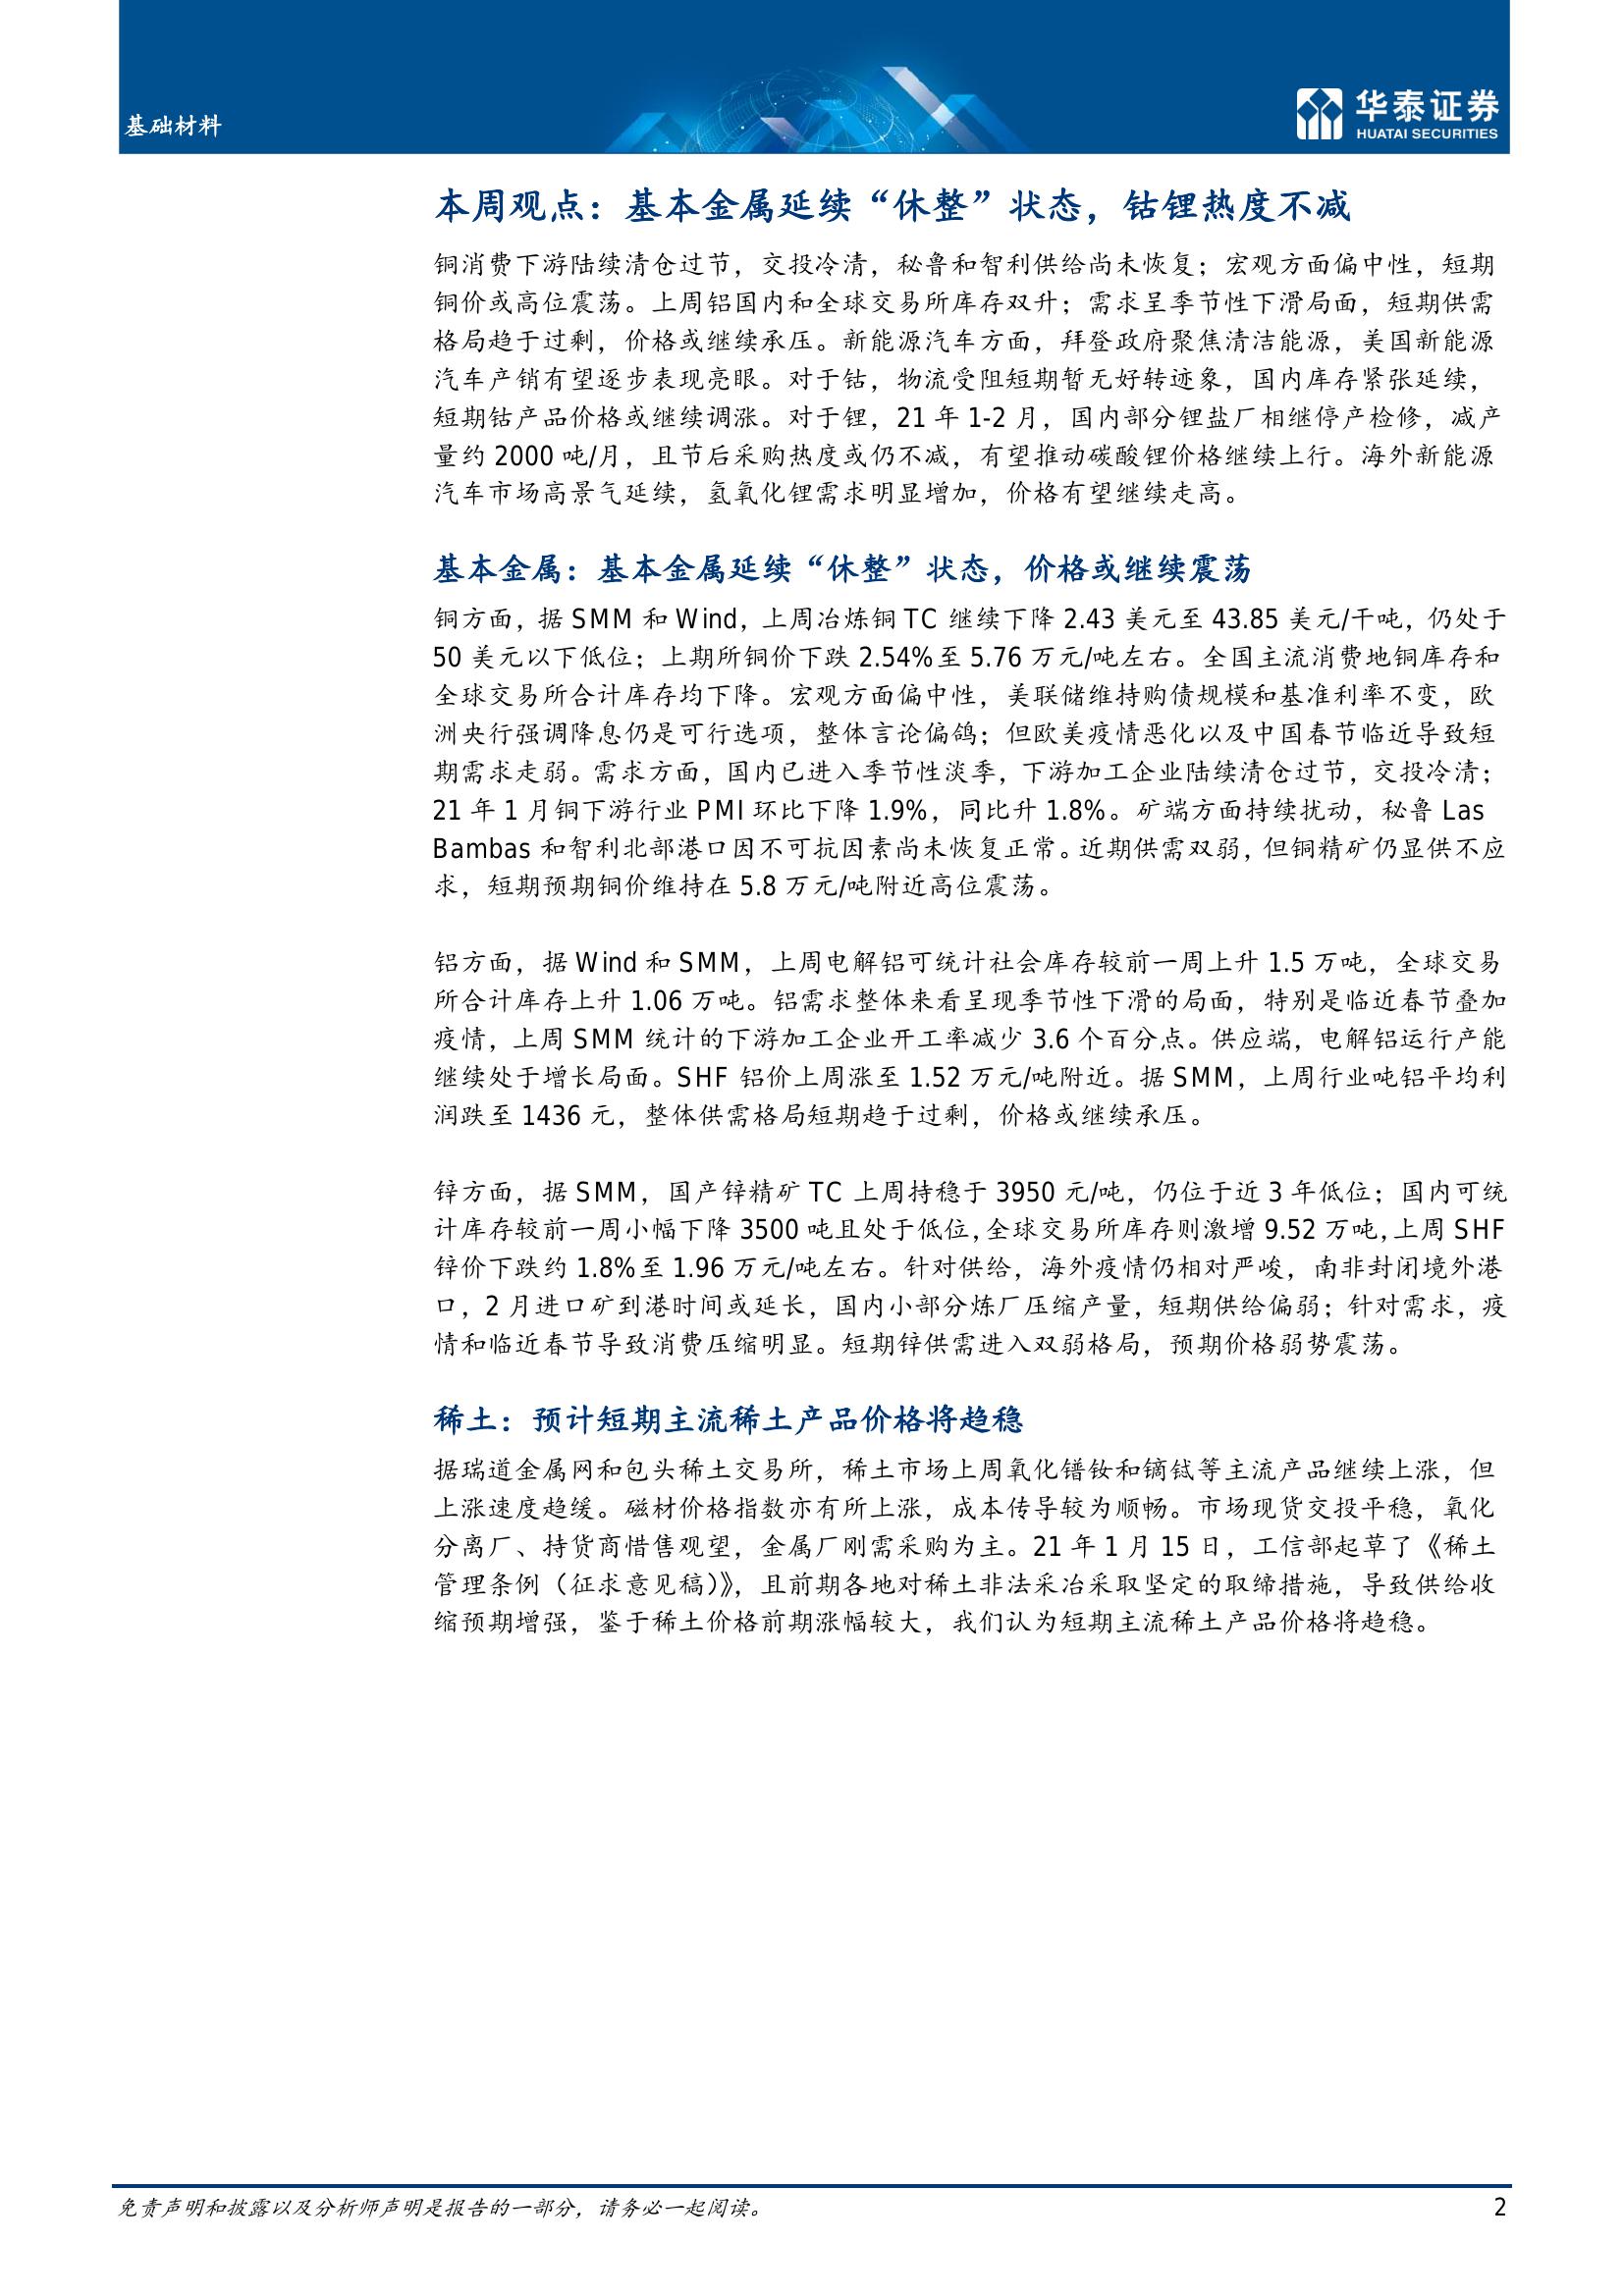 基础材料
华泰证券
HUATAI SECURITIES
本周观点：基本金属延续“休整”状态，钴锂热度不减
铜消费下游陆续清仓过节，交投冷清，秘鲁和智利供给尚未恢复；宏观方面偏中性，短期
铜价或高位震荡。上周铝国内和全球交易所库存双升；需求呈季节性下滑局面，短期供需
格局趋于过剩，价格或继续承压。新能源汽车方面，拜登政府聚焦清洁能源，美国新能源
汽车产销有望逐步表现亮眼。对于钴，物流受阻短期暂无好转迹象，国内库存紧张延续，
短期钴产品价格或继续调涨。对于锂，21 年 1-2 月，国内部分锂盐厂相继停产检修，减产
量约 2000 吨/月，且节后采购热度或仍不减，有望推动碳酸锂价格继续上行。海外新能源
汽车市场高景气延续，氢氧化锂需求明显增加，价格有望继续走高。
基本金属：基本金属延续“休整”状态，价格或继续震荡
铜方面，据 SMM 和 Wind，上周冶炼铜 TC 继续下降 2.43 美元至 43.85 美元/干吨，仍处于
50 美元以下低位；上期所铜价下跌 2.54%至 5.76 万元/吨左右。全国主流消费地铜库存和
全球交易所合计库存均下降。宏观方面偏中性，美联储维持购债规模和基准利率不变，欧
洲央行强调降息仍是可行选项，整体言论偏鸽；但欧美疫情恶化以及中国春节临近导致短
期需求走弱。需求方面，国内已进入季节性淡季，下游加工企业陆续清仓过节，交投冷清；
21 年 1 月铜下游行业 PMI 环比下降 1.9%，同比升 1.8%。矿端方面持续扰动，秘鲁 Las
Bambas 和智利北部港口因不可抗因素尚未恢复正常。近期供需双弱，但铜精矿仍显供不应
求，短期预期铜价维持在 5.8 万元/吨附近高位震荡。
铝方面，据 Wind 和 SMM，上周电解铝可统计社会库存较前一周上升 1.5 万吨，全球交易
所合计库存上升 1.06 万吨。铝需求整体来看呈现季节性下滑的局面，特别是临近春节叠加
疫情，上周 SMM 统计的下游加工企业开工率减少 3.6 个百分点。供应端，电解铝运行产能
继续处于增长局面。SHF 铝价上周涨至 1.52 万元/吨附近。据 SMM，上周行业吨铝平均利
润跌至 1436 元，整体供需格局短期趋于过剩，价格或继续承压。
锌方面，据 SMM，国产锌精矿 TC 上周持稳于 3950 元/吨，仍位于近 3 年低位；国内可统
计库存较前一周小幅下降 3500 吨且处于低位，全球交易所库存则激增 9.52 万吨，上周 SHF
锌价下跌约 1.8%至 1.96 万元/吨左右。针对供给，海外疫情仍相对严峻，南非封闭境外港
口，2 月进口矿到港时间或延长，国内小部分炼厂压缩产量，短期供给偏弱；针对需求，疫
情和临近春节导致消费压缩明显。短期锌供需进入双弱格局，预期价格弱势震荡。
稀土：预计短期主流稀土产品价格将趋稳
据瑞道金属网和包头稀土交易所，稀土市场上周氧化镨钕和镝铽等主流产品继续上涨，但
上涨速度趋缓。磁材价格指数亦有所上涨，成本传导较为顺畅。市场现货交投平稳，氧化
分离厂、持货商惜售观望，金属厂刚需采购为主。21 年 1 月 15 日，工信部起草了《稀土
管理条例（征求意见稿）》，且前期各地对稀土非法采冶采取坚定的取缔措施，导致供给收
缩预期增强，鉴于稀土价格前期涨幅较大，我们认为短期主流稀土产品价格将趋稳。
免责声明和披露以及分析师声明是报告的一部分，请务必一起阅读。
2